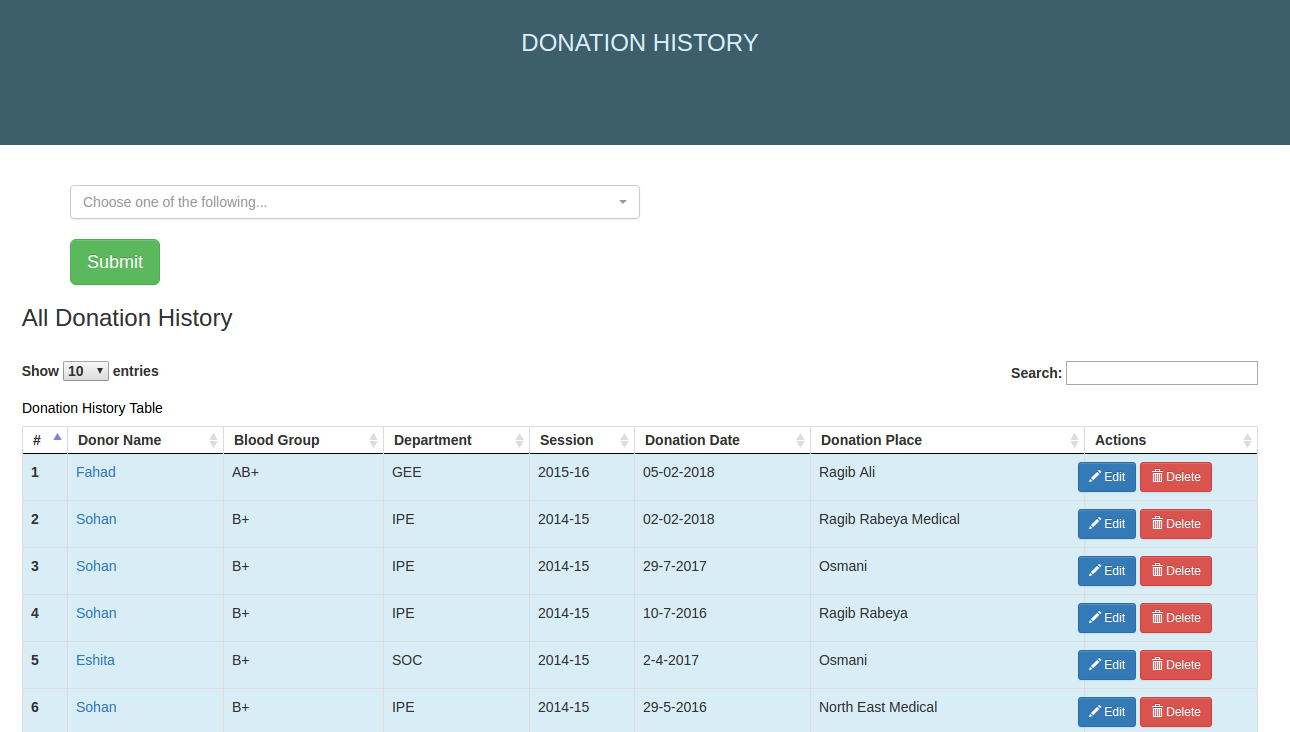 DONATION HISTORY
Choose one of the following...
Submit
All Donation History
Show 10 entries
Search:
Donation History Table
# Donor Name Blood Group Department Session Donation Date Donation Place Actions
1 Fahad AB+ GEE 2015-16 05-02-2018 Ragib Ali Edit Delete
2 Sohan B+ IPE 2014-15 02-02-2018 Ragib Rabeya Medical Edit Delete
3 Sohan B+ IPE 2014-15 29-7-2017 Osmani Edit Delete
4 Sohan B+ IPE 2014-15 10-7-2016 Ragib Rabeya Edit Delete
5 Eshita B+ SOC 2014-15 2-4-2017 Osmani Edit Delete
6 Sohan B+ IPE 2014-15 29-5-2016 North East Medical Edit Delete